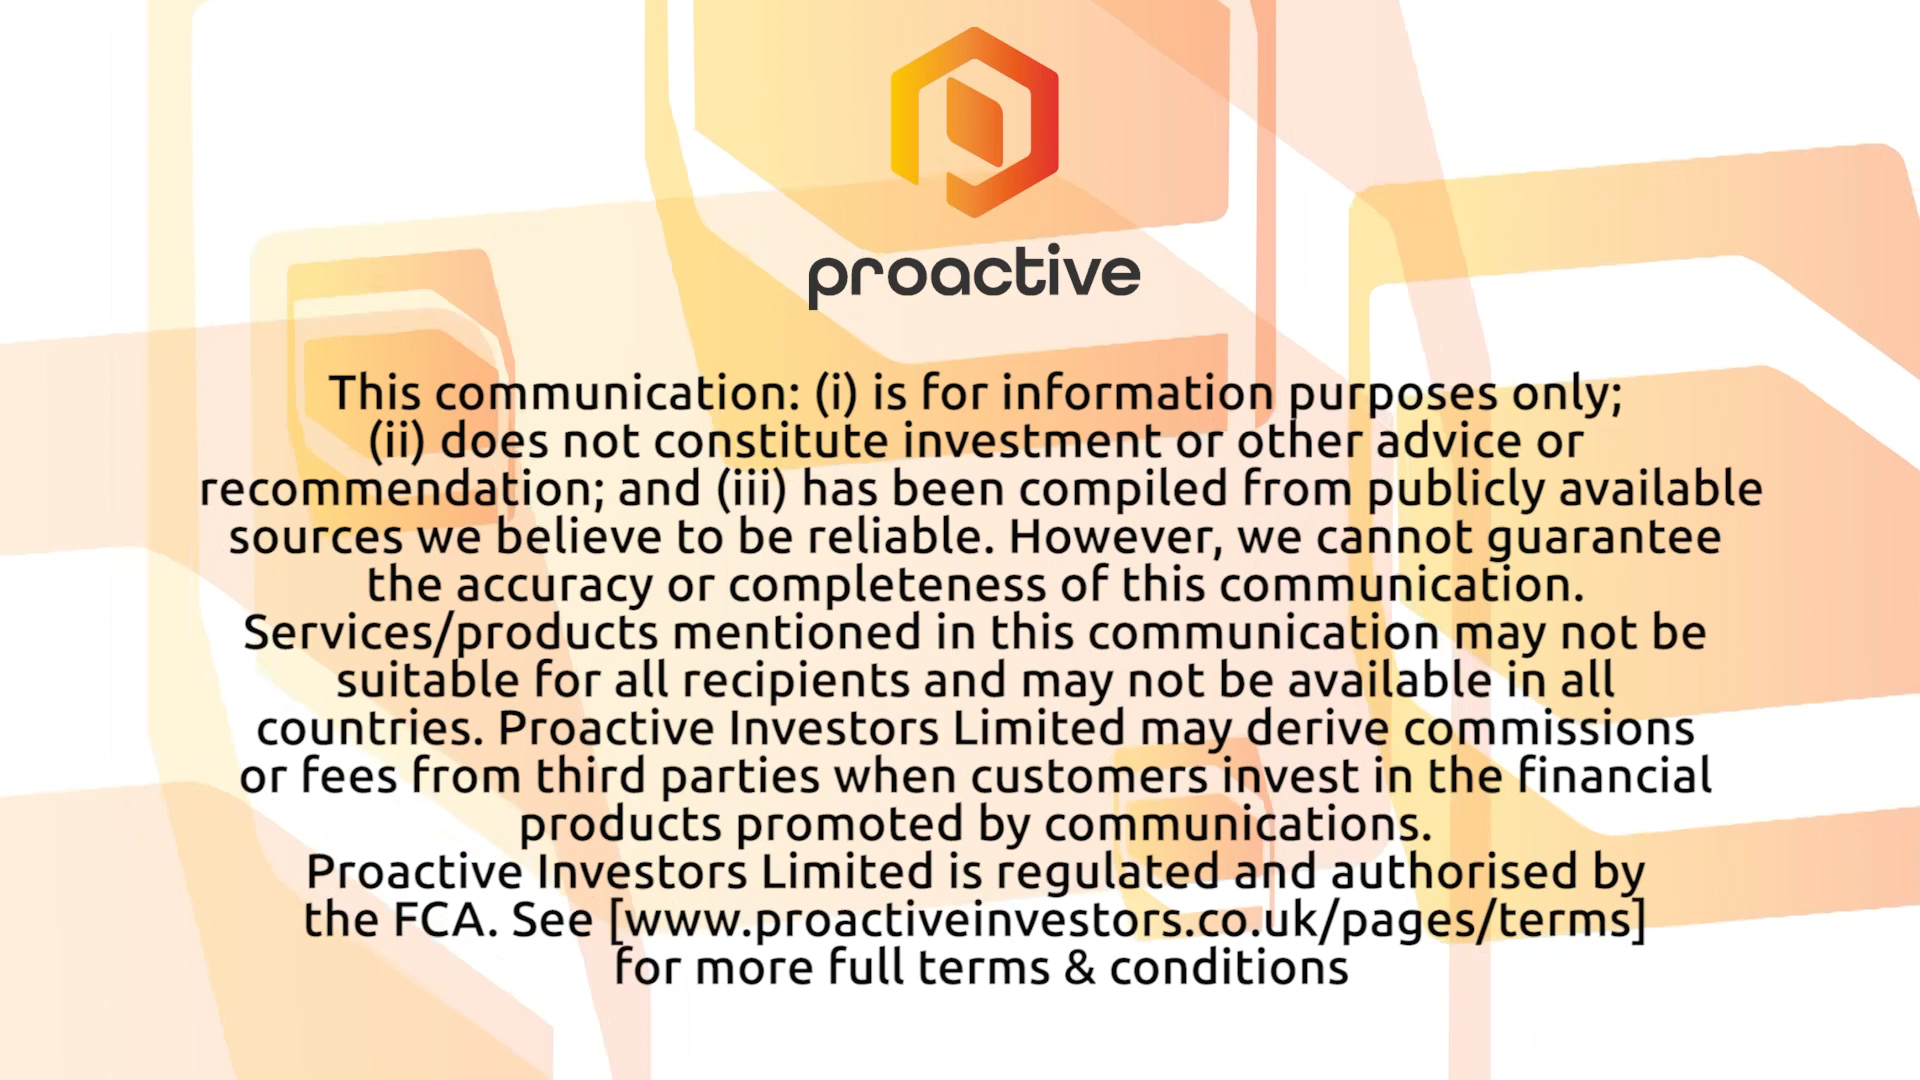 proactive
This communication: (i) is for information purposes only;
(ii) does not constitute investment or other advice or
recommendation; and (iii) has been compiled from publicly available
sources we believe to be reliable. However, we cannot guarantee
the accuracy or completeness of this communication.
Services/products mentioned in this communication may not be
suitable for all recipients and may not be available in all
countries. Proactive Investors Limited may derive commissions
or fees from third parties when customers invest in the financial
products promoted by communications.
Proactive Investors Limited is regulated and authorised by
the FCA. See [www.proactiveinvestors.co.uk/pages/terms]
for more full terms & conditions